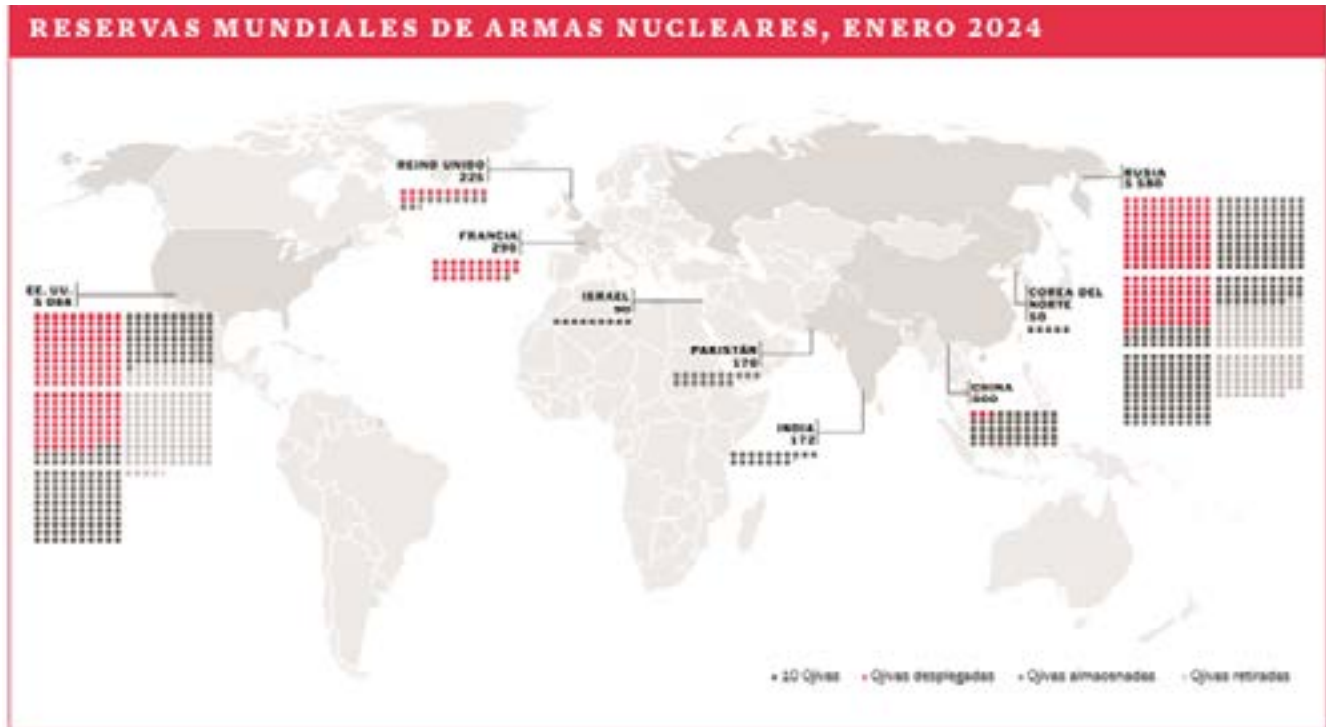 RESERVAS MUNDIALES DE ARMAS NUCLEARES, ENERO 2024
REINO UNIDO
225
RUSIA
5 580
FRANCIA
290
EE. UU.
ISRAEL
90
COREA DEL
NORTE
50
PAKISTÁN
170
CHINA
INDIA
172
10 Ojivas Ojivas desplegadas Ojivas almacenadas Ojivas retiradas